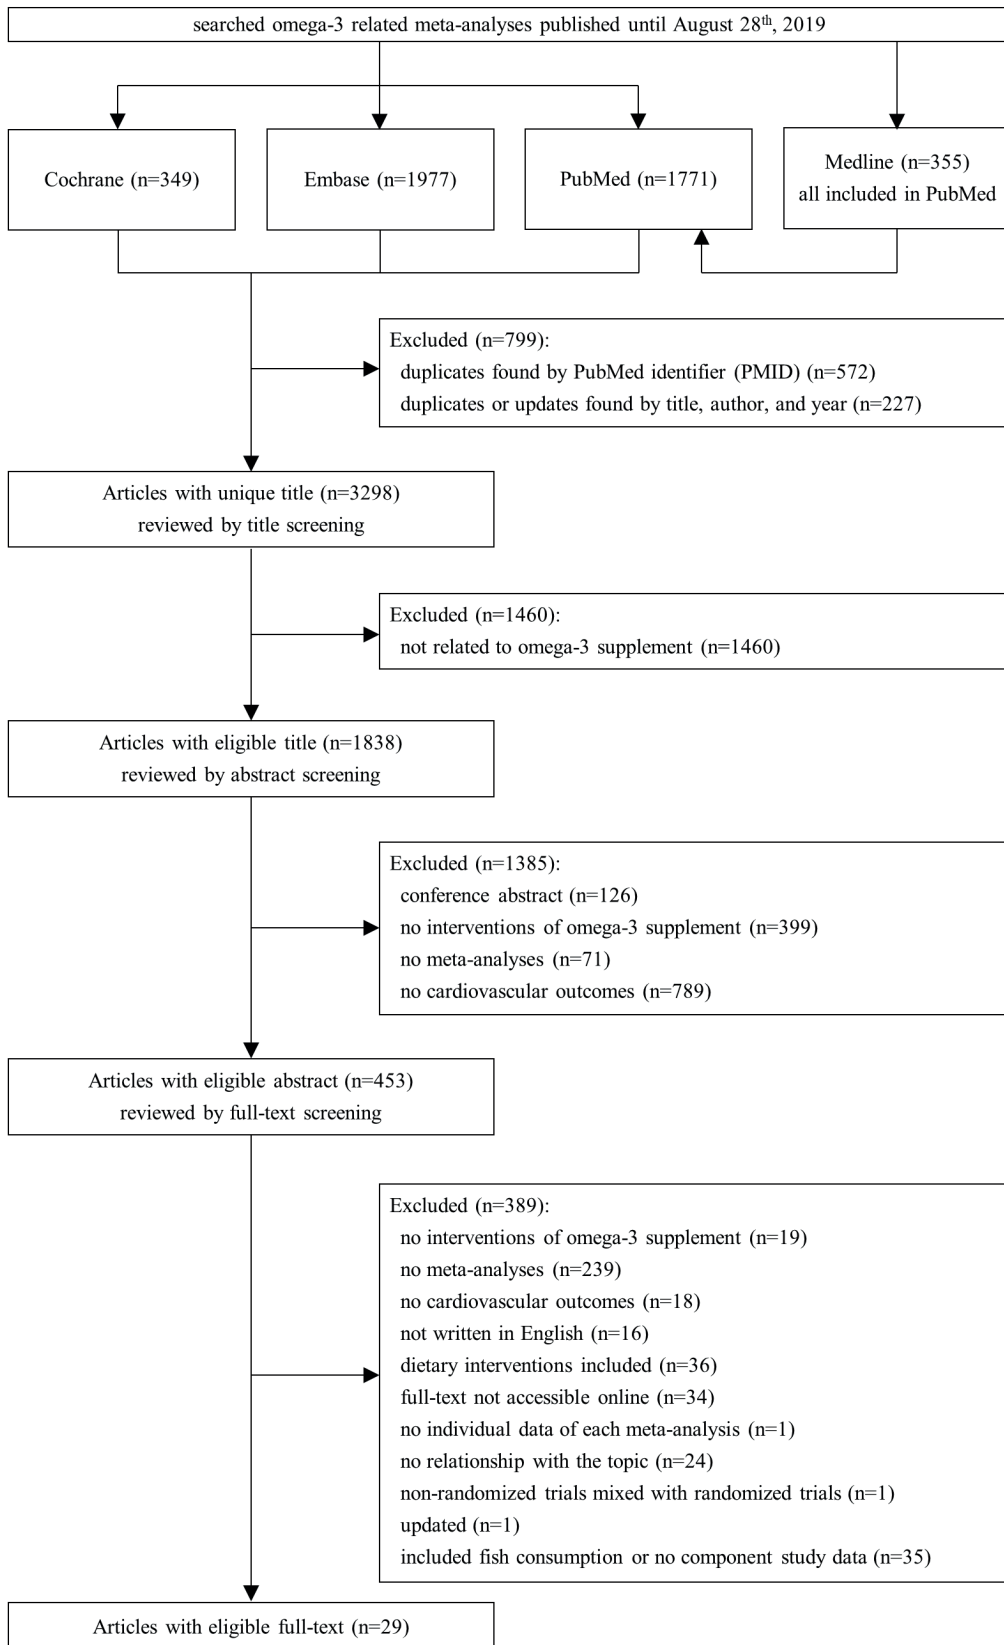 searched omega-3 related meta-analyses published until August 28th, 2019
Cochrane (n=349)
Embase (n=1977)
PubMed (n=1771)
Medline (n=355)
all included in PubMed
Excluded (n=799):
duplicates found by PubMed identifier (PMID) (n=572)
duplicates or updates found by title, author, and year (n=227)
Articles with unique title (n=3298)
reviewed by title screening
Excluded (n=1460):
not related to omega-3 supplement (n=1460)
Articles with eligible title (n=1838)
reviewed by abstract screening
Excluded (n=1385):
conference abstract (n=126)
no interventions of omega-3 supplement (n=399)
no meta-analyses (n=71)
no cardiovascular outcomes (n=789)
Articles with eligible abstract (n=453)
reviewed by full-text screening
Excluded (n=389):
no interventions of omega-3 supplement (n=19)
no meta-analyses (n=239)
no cardiovascular outcomes (n=18)
not written in English (n=16)
dietary interventions included (n=36)
full-text not accessible online (n=34)
no individual data of each meta-analysis (n=1)
no relationship with the topic (n=24)
non-randomized trials mixed with randomized trials (n=1)
updated (n=1)
included fish consumption or no component study data (n=35)
Articles with eligible full-text (n=29)